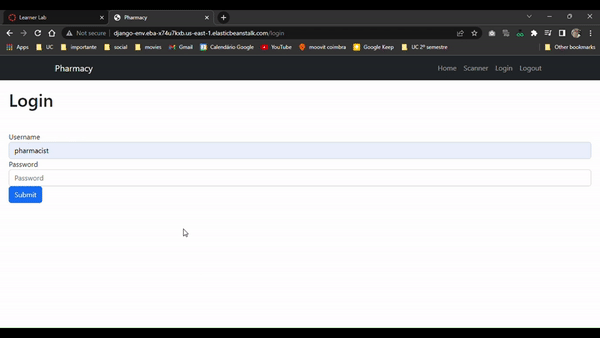 Learner Lab
Pharmacy
Not secure | django-env.eba-x74u7kxb.us-east-1.elasticbeanstalk.com/login
Apps UC importante social movies Gmail Calendário Google YouTube moovit coimbra Google Keep UC 2º semestre Other bookmarks
Pharmacy Home Scanner Login Logout
Login
Username
pharmacist
Password
Password
Submit